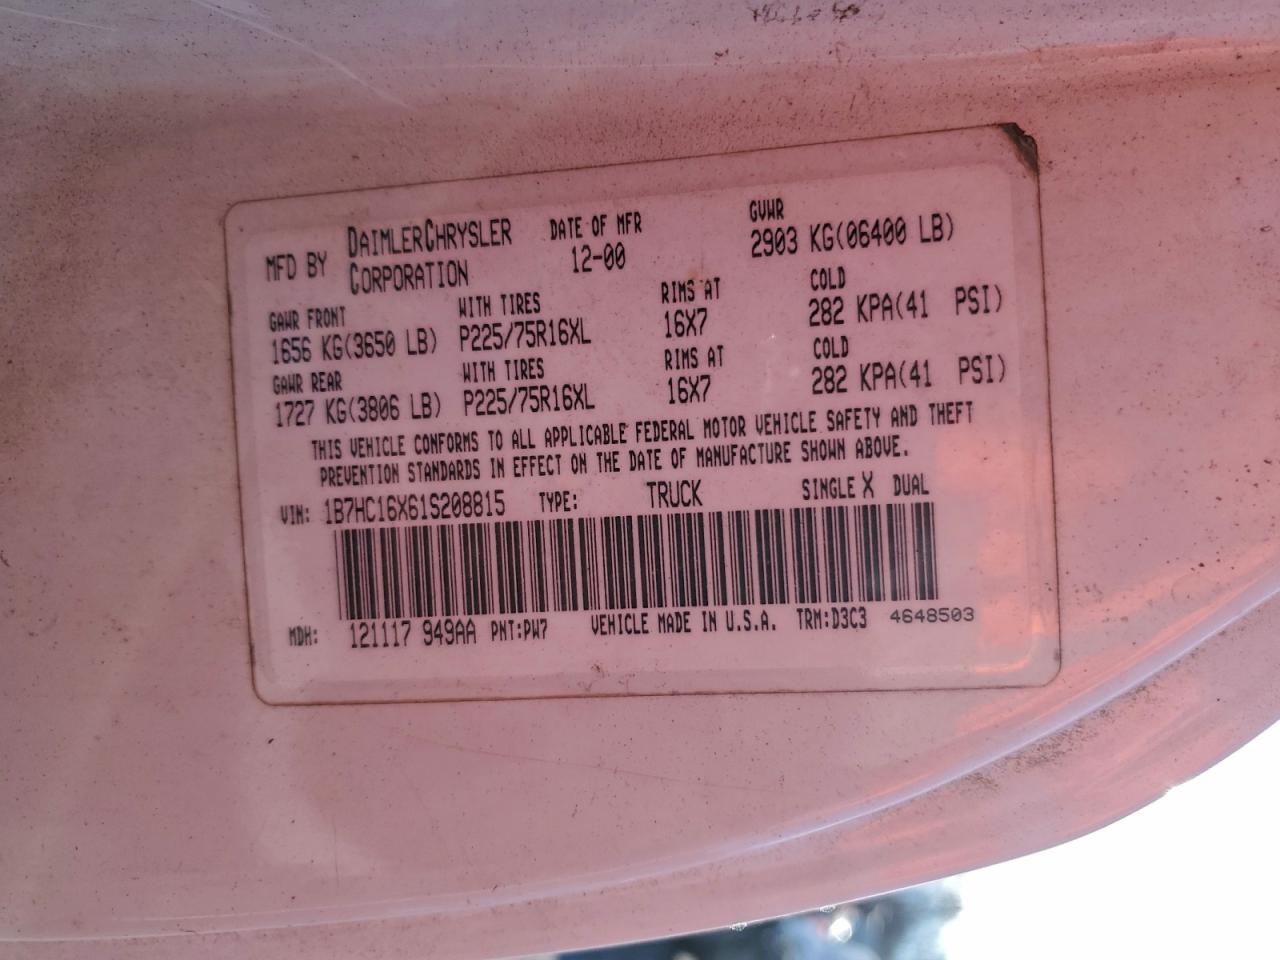 MFD BY DAIMLERCHRYSLER CORPORATION DATE OF MFR 12-00 GVWR 2903 KG(06400 LB)
GAWR FRONT WITH TIRES RIMS AT COLD
1656 KG(3650 LB) P225/75R16XL 16X7 282 KPA(41 PSI)
GAWR REAR WITH TIRES RIMS AT COLD
1727 KG(3806 LB) P225/75R16XL 16X7 282 KPA(41 PSI)
THIS VEHICLE CONFORMS TO ALL APPLICABLE FEDERAL MOTOR VEHICLE SAFETY AND THEFT
PREVENTION STANDARDS IN EFFECT ON THE DATE OF MANUFACTURE SHOWN ABOVE.
VIN: 1B7HC16X61S208815 TYPE: TRUCK SINGLE X DUAL
MDH: 121117 949AA PNT:PW7 VEHICLE MADE IN U.S.A. TRM:D3C3 4648503